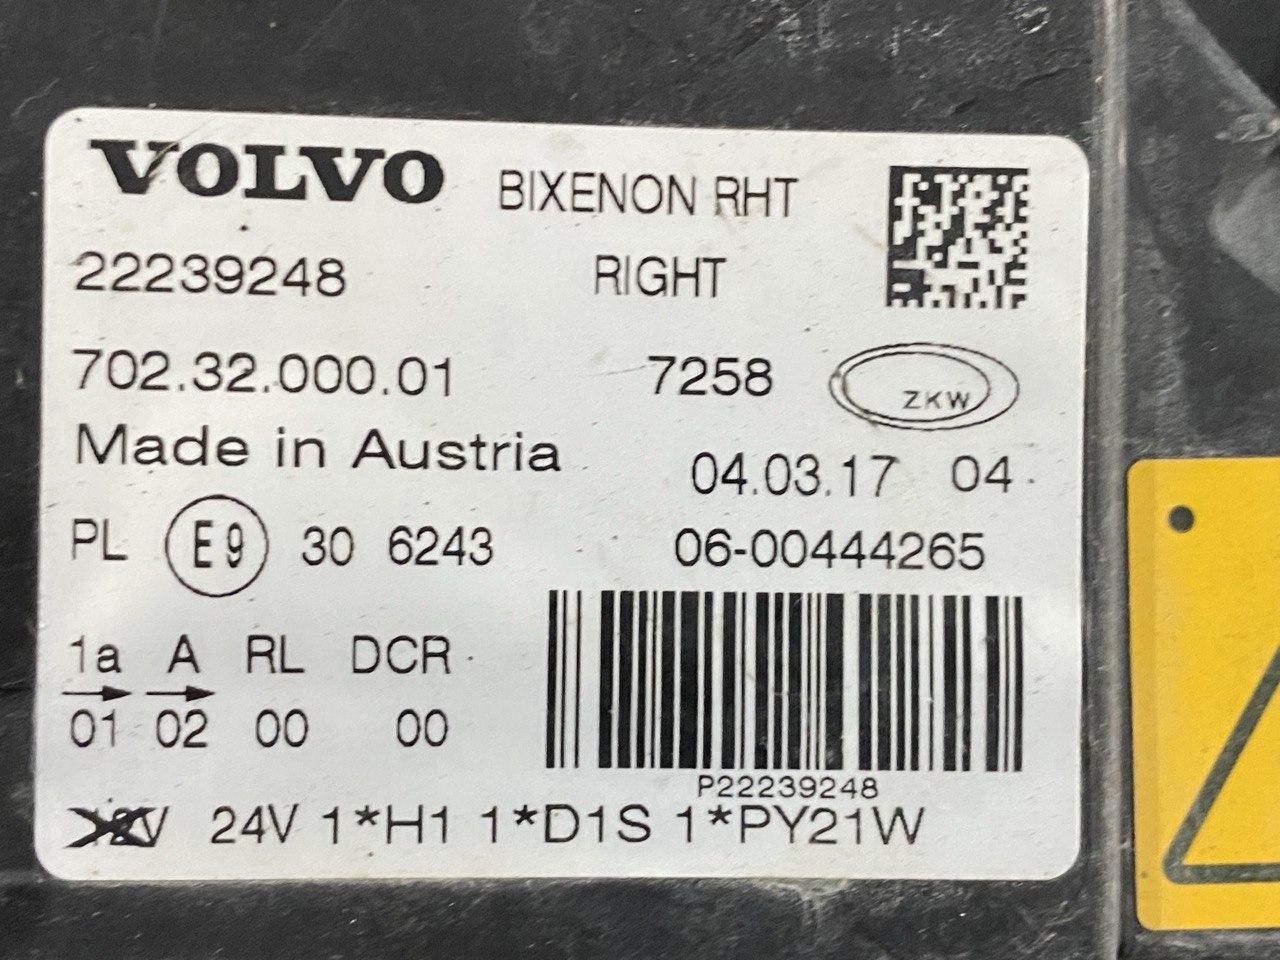 VOLVO BIXENON RHT
22239248 RIGHT
702.32.000.01 7258 ZKW
Made in Austria 04.03.17 04
PL E9 30 6243 06-00444265
1a A RL DCR
01 02 00 00
P22239248
24V 1*H1 1*D1S 1*PY21W